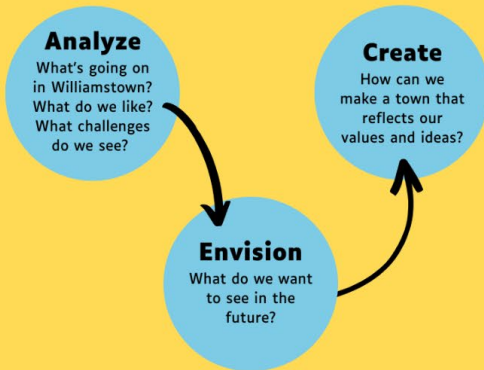 Analyze
What's going on
in Williamstown?
What do we like?
What challenges
do we see?
Envision
What do we want
to see in the
future?
Create
How can we
make a town that
reflects our
values and ideas?